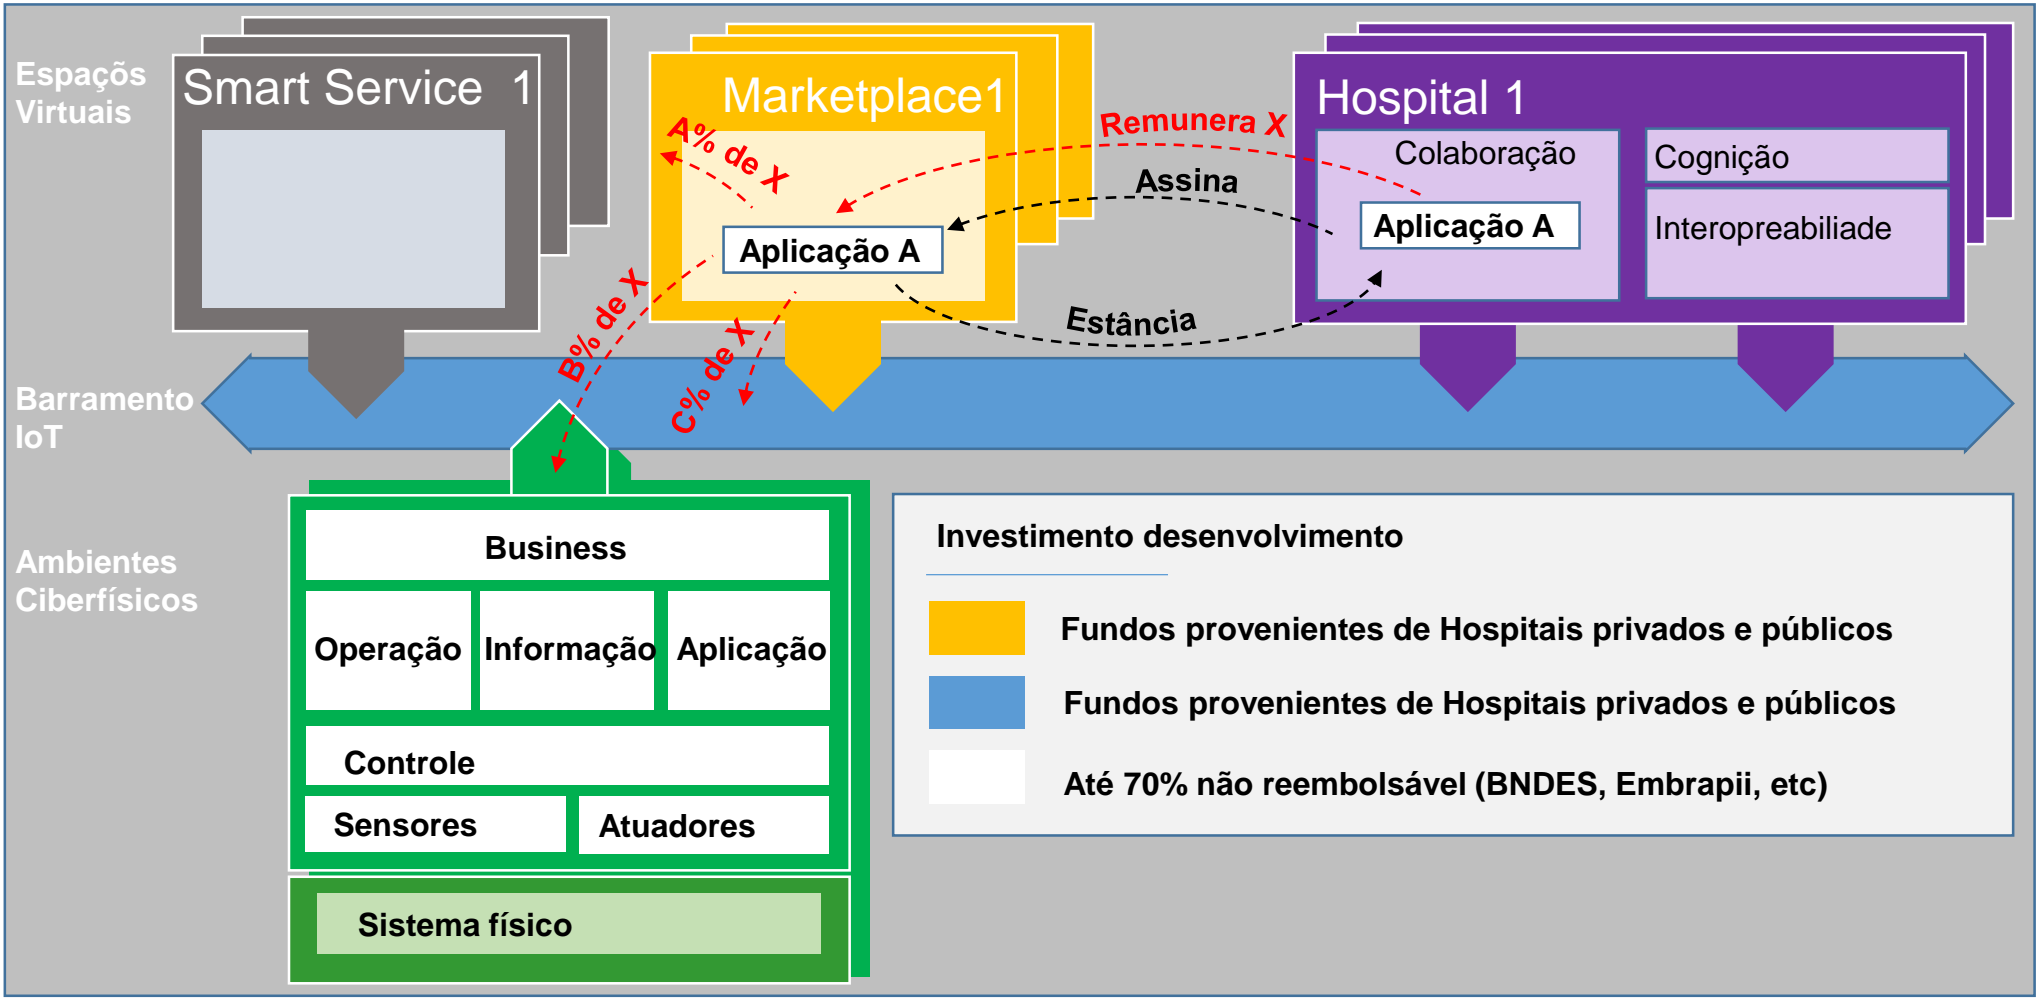 Espaçõs
Virtuais
Smart Service 1
Marketplace1
A% de X
Aplicação A
B% de X
C% de X
Remunera X
Assina
Estância
Hospital 1
Colaboração
Aplicação A
Cognição
Interopreabiliade
Barramento
IoT
Ambientes
Ciberfísicos
Business
Operação
Informação
Aplicação
Controle
Sensores
Atuadores
Sistema físico
Investimento desenvolvimento
Fundos provenientes de Hospitais privados e públicos
Fundos provenientes de Hospitais privados e públicos
Até 70% não reembolsável (BNDES, Embrapii, etc)